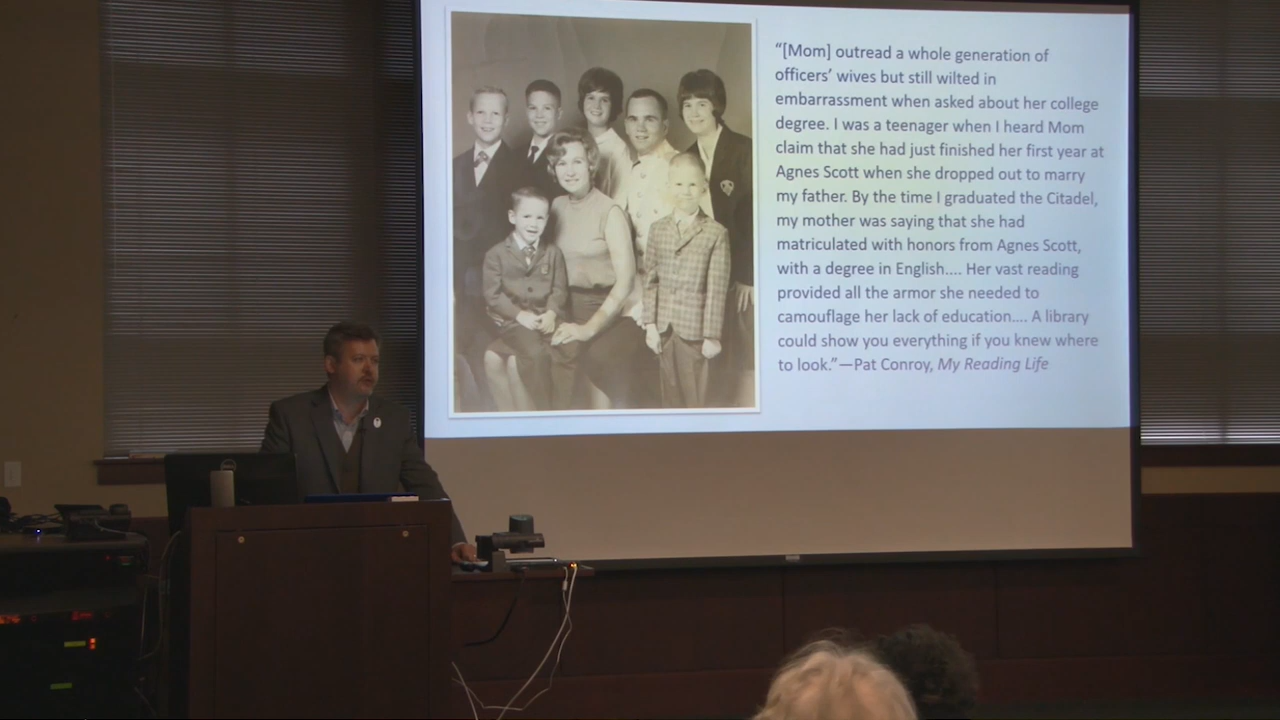 “[Mom] outread a whole generation of
officers’ wives but still wilted in
embarrassment when asked about her college
degree. I was a teenager when I heard Mom
claim that she had just finished her first year at
Agnes Scott when she dropped out to marry
my father. By the time I graduated the Citadel,
my mother was saying that she had
matriculated with honors from Agnes Scott,
with a degree in English.... Her vast reading
provided all the armor she needed to
camouflage her lack of education.... A library
could show you everything if you knew where
to look.”—Pat Conroy, My Reading Life